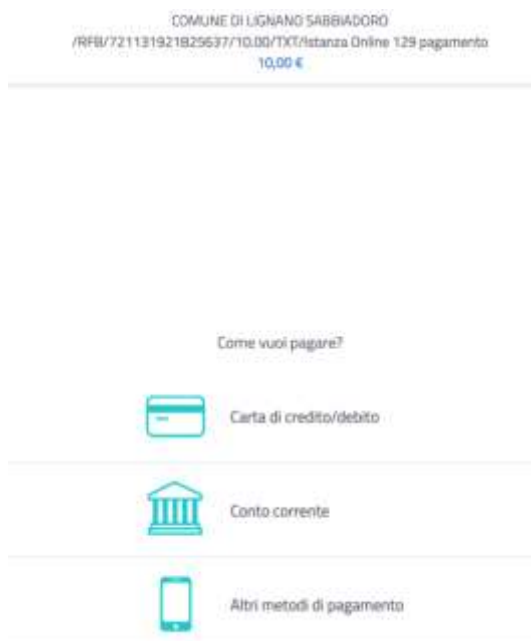 COMUNE DI LIGNANO SABBIADORO
/RFB/721131921825637/10.00/TXT/Istanza Online 129 pagamento
10,00 €
Come vuoi pagare?
Carta di credito/debito
Conto corrente
Altri metodi di pagamento